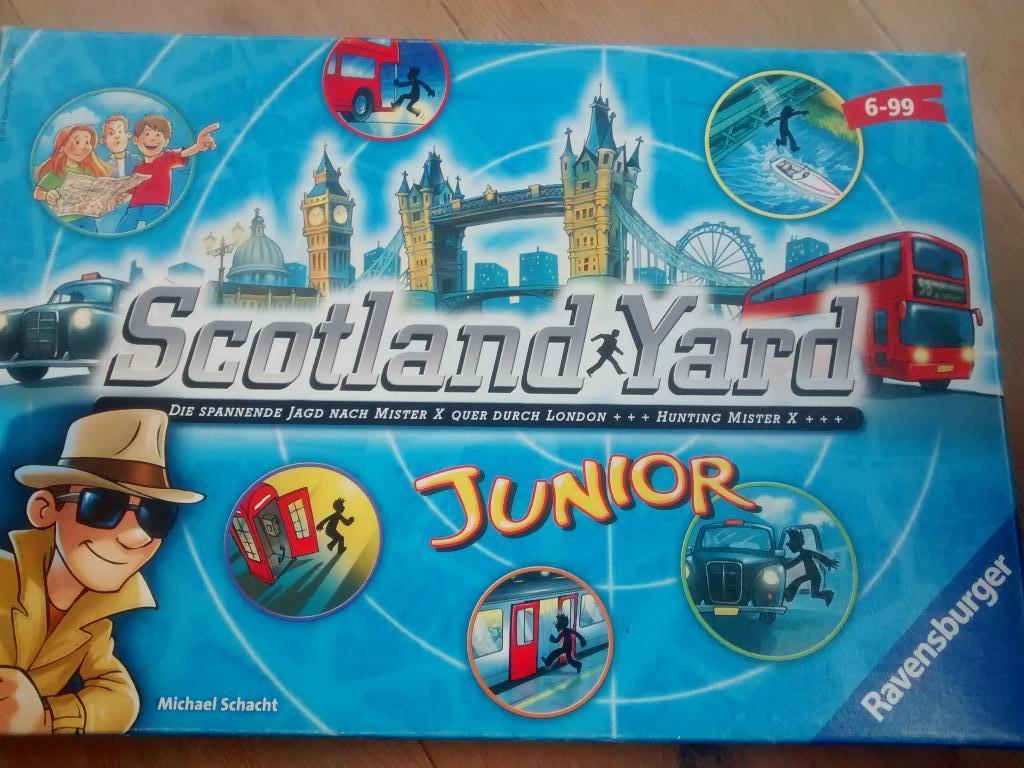 6-99
Scotland Yard
Die spannende Jagd nach Mister X quer durch London + + + Hunting Mister X + + +
Junior
Michael Schacht
Ravensburger